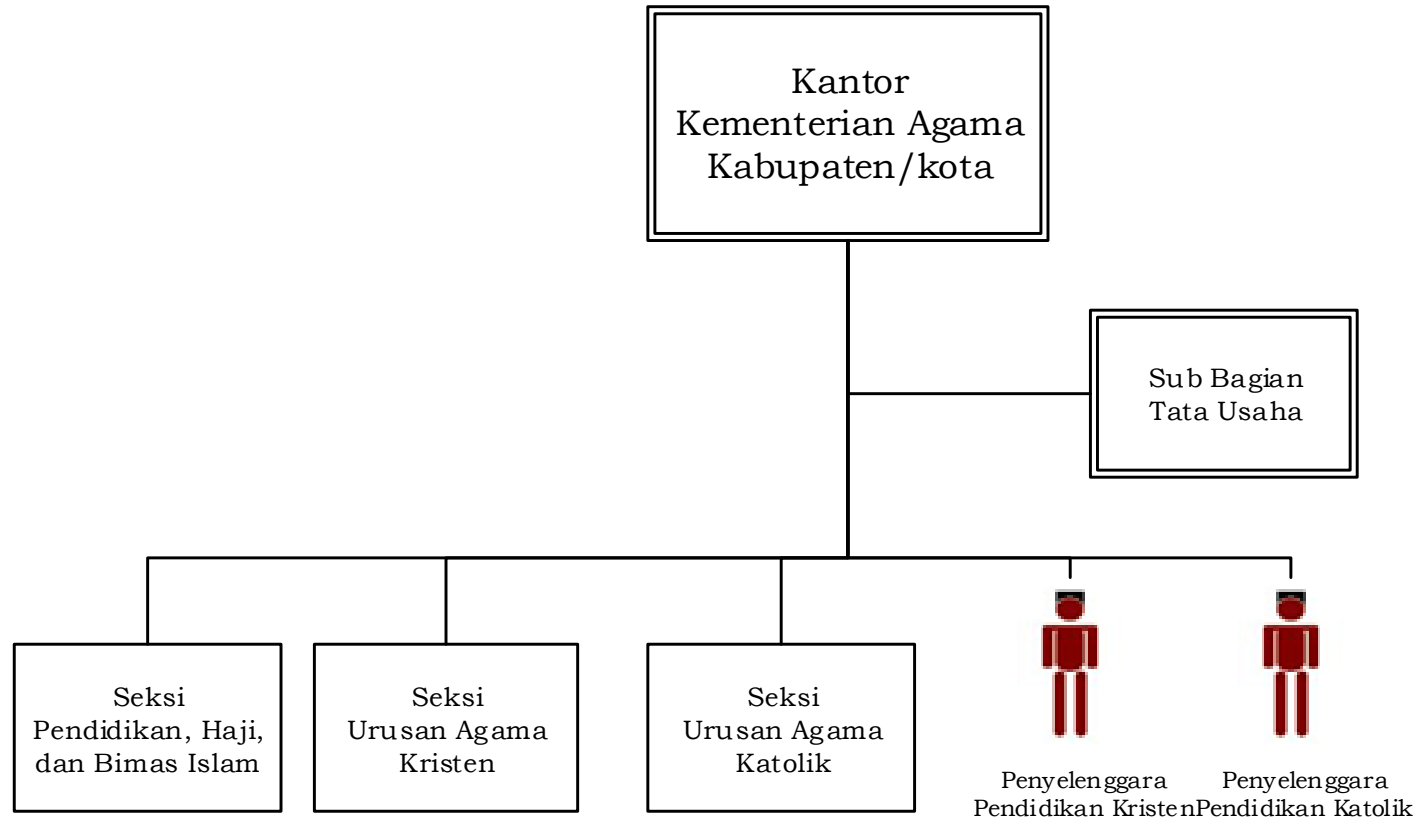 Kantor
Kementerian Agama
Kabupaten/kota
Sub Bagian
Tata Usaha
Seksi
Pendidikan, Haji,
dan Bimas Islam
Seksi
Urusan Agama
Kristen
Seksi
Urusan Agama
Katolik
Penyelenggara
Pendidikan Kristen
Penyelenggara
Pendidikan Katolik